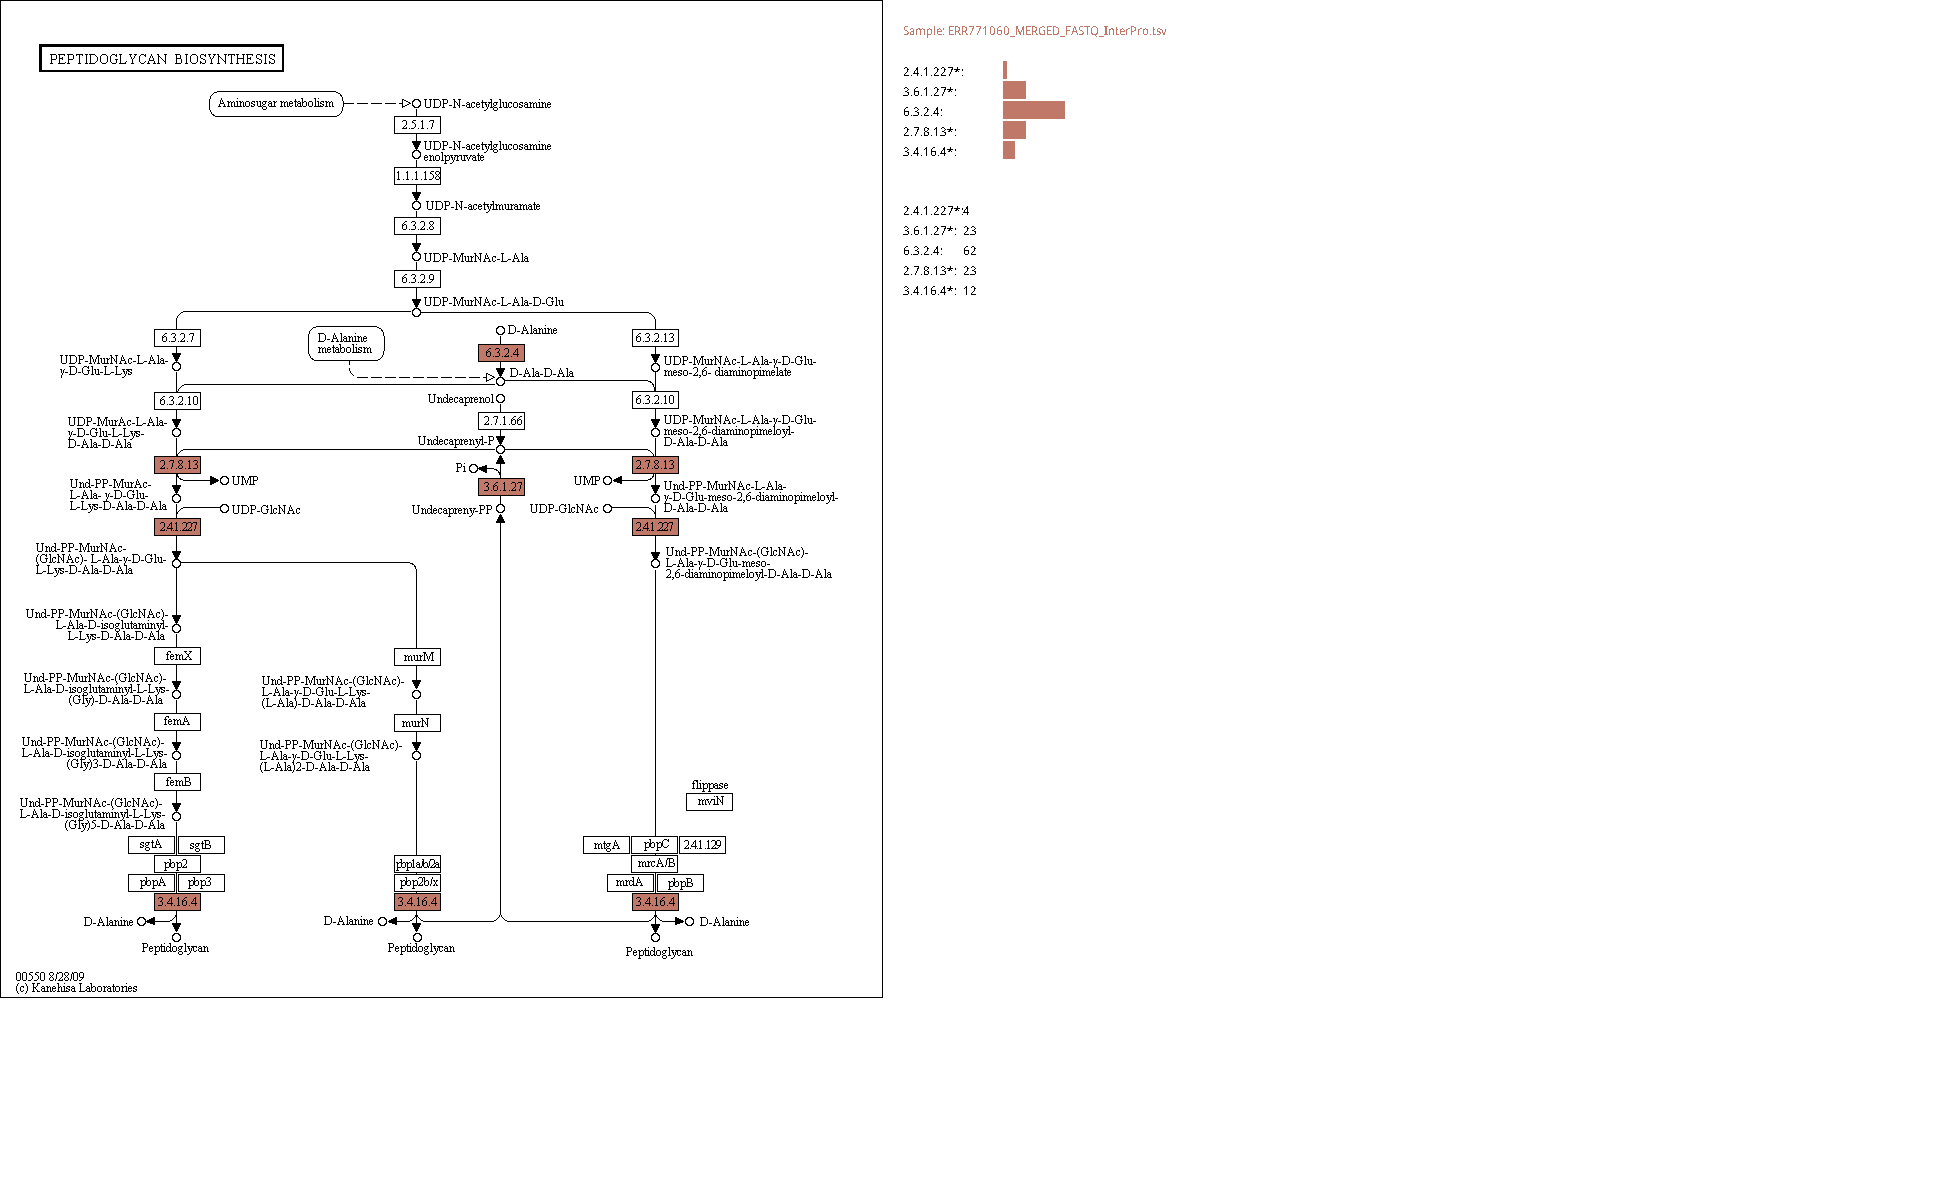 PEPTIDOGLYCAN BIOSYNTHESIS
Aminosugar metabolism
UDP-N-acetylglucosamine
2.5.1.7
UDP-N-acetylglucosamine
enolpyruvate
1.1.1.158
UDP-N-acetylmuramate
6.3.2.8
UDP-MurNAc-L-Ala
6.3.2.9
UDP-MurNAc-L-Ala-D-Glu
6.3.2.7
D-Alanine
metabolism
D-Alanine
6.3.2.13
6.3.2.4
UDP-MurNAc-L-Ala-
γ-D-Glu-L-Lys
D-Ala-D-Ala
UDP-MurNAc-L-Ala-γ-D-Glu-
meso-2,6- diaminopimelate
6.3.2.10
Undecaprenol
6.3.2.10
2.7.1.66
UDP-MurAc-L-Ala-
γ-D-Glu-L-Lys-
D-Ala-D-Ala
Undecaprenyl-P
UDP-MurNAc-L-Ala-γ-D-Glu-
meso-2,6-diaminopimeloyl-
D-Ala-D-Ala
2.7.8.13
Pi
2.7.8.13
UMP
3.6.1.27
UMP
Und-PP-MurAc-
L-Ala- γ-D-Glu-
L-Lys-D-Ala-D-Ala
Und-PP-MurNAc-L-Ala-
γ-D-Glu-meso-2,6-diaminopimeloyl-
D-Ala-D-Ala
UDP-GlcNAc
Undecapreny-PP
UDP-GlcNAc
2.4.1.227
2.4.1.227
Und-PP-MurNAc-
(GlcNAc)- L-Ala-γ-D-Glu-
L-Lys-D-Ala-D-Ala
Und-PP-MurNAc-(GlcNAc)-
L-Ala-γ-D-Glu-meso-
2,6-diaminopimeloyl-D-Ala-D-Ala
Und-PP-MurNAc-(GlcNAc)-
L-Ala-D-isoglutaminyl-
L-Lys-D-Ala-D-Ala
femX
murM
Und-PP-MurNAc-(GlcNAc)-
L-Ala-D-isoglutaminyl-L-Lys-
(Gly)-D-Ala-D-Ala
Und-PP-MurNAc-(GlcNAc)-
L-Ala-γ-D-Glu-L-Lys-
(L-Ala)-D-Ala-D-Ala
femA
murN
Und-PP-MurNAc-(GlcNAc)-
L-Ala-D-isoglutaminyl-L-Lys-
(Gly)3-D-Ala-D-Ala
Und-PP-MurNAc-(GlcNAc)-
L-Ala-γ-D-Glu-L-Lys-
(L-Ala)2-D-Ala-D-Ala
femB
flippase
mviN
Und-PP-MurNAc-(GlcNAc)-
L-Ala-D-isoglutaminyl-L-Lys-
(Gly)5-D-Ala-D-Ala
sgtA sgtB
mtgA pbpC 2.4.1.129
pbp2
pbp1a/b/2a
mrcA/B
pbpA pbp3
pbp2b/x
mrdA pbpB
3.4.16.4
3.4.16.4
3.4.16.4
D-Alanine
D-Alanine
D-Alanine
Peptidoglycan
Peptidoglycan
Peptidoglycan
00550 8/28/09
(c) Kanehisa Laboratories
Sample: ERR771060_MERGED_FASTQ_InterPro.tsv
2.4.1.227*:
3.6.1.27*:
6.3.2.4:
2.7.8.13*:
3.4.16.4*:
2.4.1.227*:4
3.6.1.27*: 23
6.3.2.4: 62
2.7.8.13*: 23
3.4.16.4*: 12